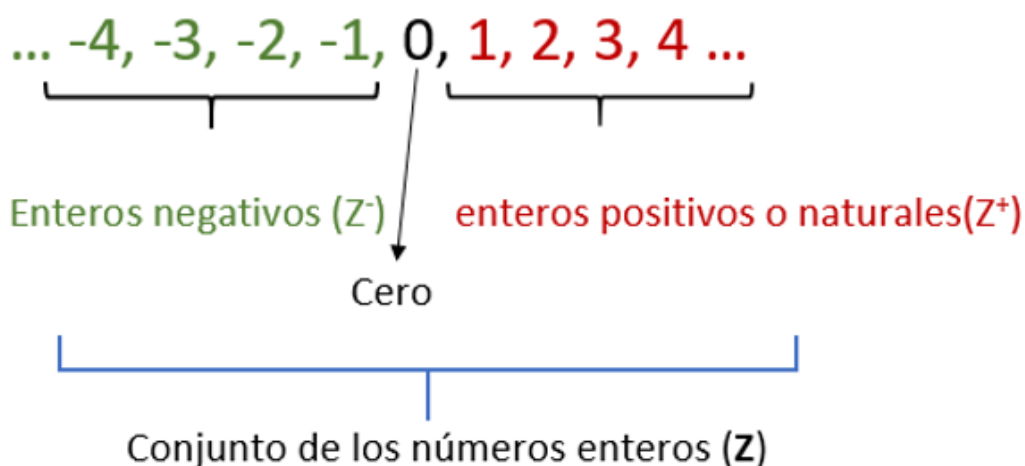 ... -4, -3, -2, -1, 0, 1, 2, 3, 4 ...
Enteros negativos (Z⁻) enteros positivos o naturales(Z⁺)
Cero
Conjunto de los números enteros (Z)